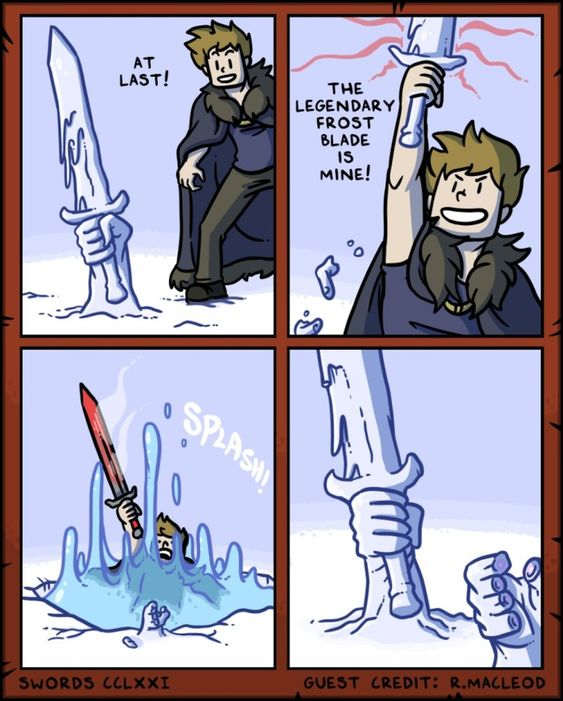 AT
LAST!
THE
LEGENDARY
FROST
BLADE
IS
MINE!
SPLASH!
SWORDS CCLXXI
GUEST CREDIT: R.MACLEOD